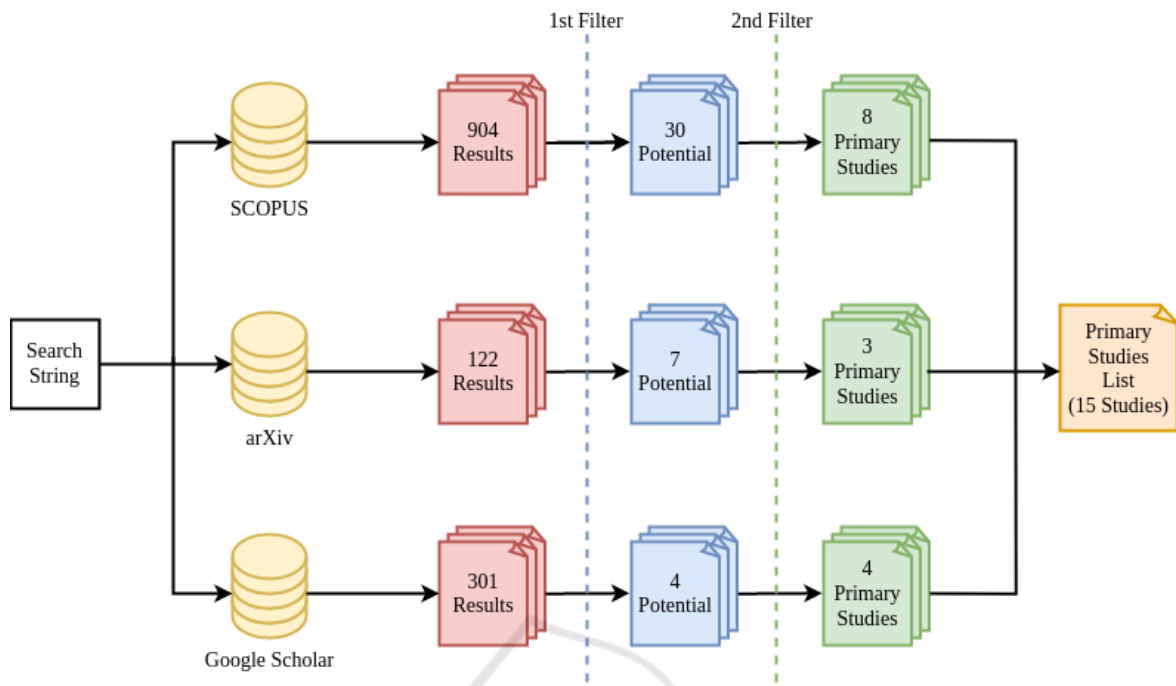 1st Filter
2nd Filter
904
Results
30
Potential
8
Primary
Studies
SCOPUS
Search
String
122
Results
7
Potential
3
Primary
Studies
Primary
Studies
List
(15 Studies)
arXiv
301
Results
4
Potential
4
Primary
Studies
Google Scholar